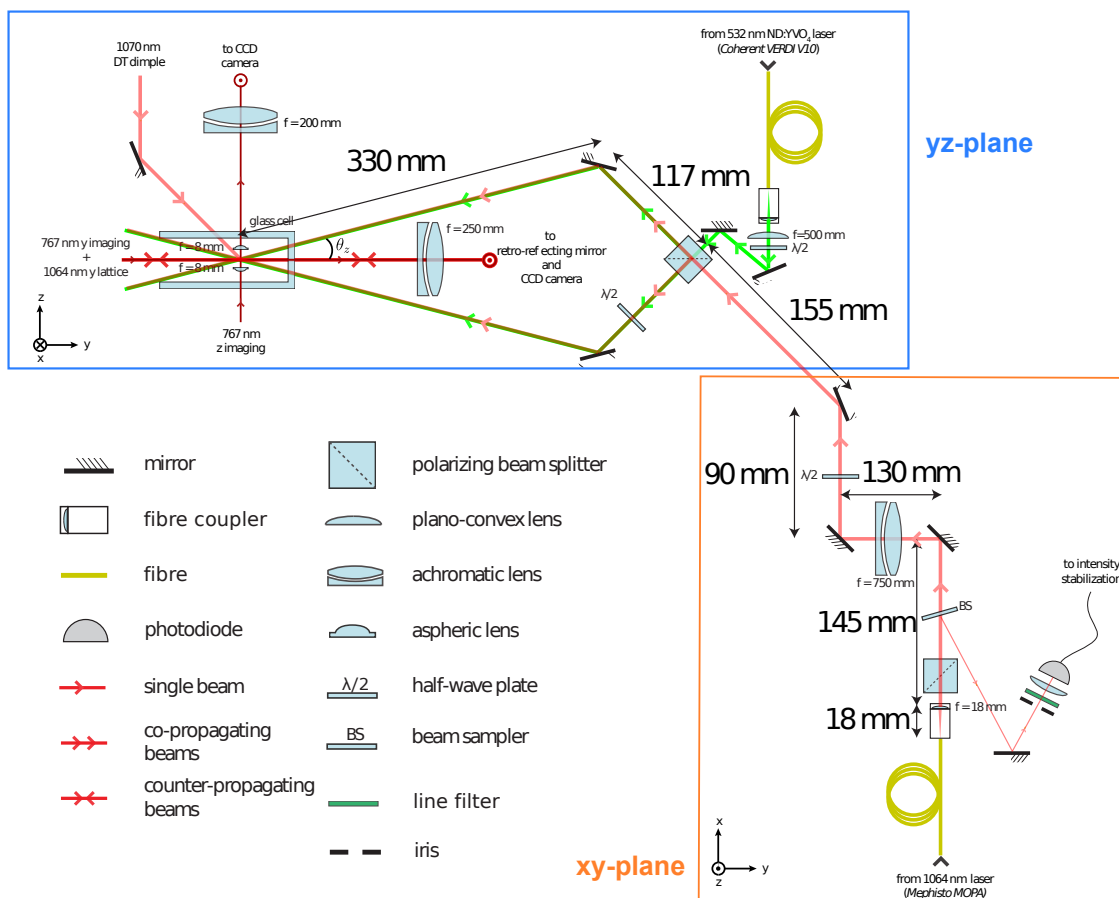 1070 nm
DT dimple
to CCD
camera
f = 200 mm
from 532 nm ND:YVO₄ laser
(Coherent VERDI V10)
yz-plane
330 mm
117 mm
glass cell
f = 250 mm
f=500 mm
λ/2
f = 8 mm
f = 8 mm
θz
767 nm y imaging
+
1064 nm y lattice
to
retro-ref ecting mirror
and
CCD camera
λ/2
155 mm
z
x
y
767 nm
z imaging
90 mm
λ/2
130 mm
f = 750 mm
to intensity
stabilization
BS
145 mm
f = 18 mm
18 mm
mirror
polarizing beam splitter
fibre coupler
plano-convex lens
fibre
achromatic lens
photodiode
aspheric lens
single beam
λ/2
half-wave plate
co-propagating
beams
BS
beam sampler
counter-propagating
beams
line filter
iris
xy-plane
x
z
y
from 1064 nm laser
(Mephisto MOPA)